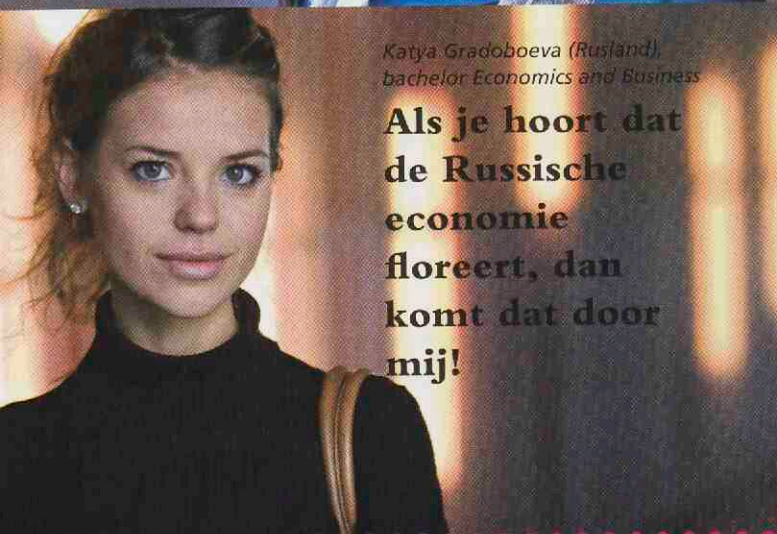 Katya Gradoboeva (Rusland),
bachelor Economics and Business
Als je hoort dat
de Russische
economie
floreert, dan
komt dat door
mij!